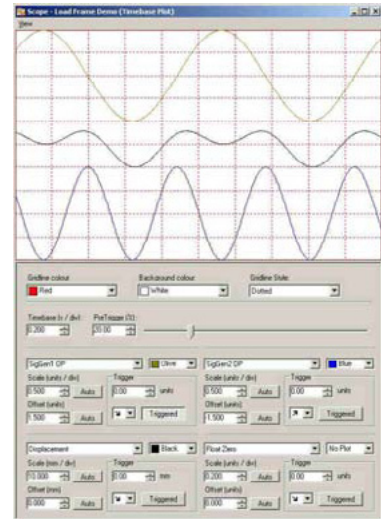 Scope - Load Frame Demo (Timebase Plot)
View
Gridline colour: Background colour: Gridline Style:
Red White Dotted
Timebase (s / div): PreTrigger (%):
0.200 20.00
SigGen1 OP Olive SigGen2 OP Blue
Scale (units / div) Trigger Scale (units / div) Trigger
0.500 Auto 0.00 units 0.500 Auto 0.00 units
Offset (units) Offset (units)
1.500 Auto Triggered -1.500 Auto Triggered
Displacement Black Float Zero No Plot
Scale (mm / div) Trigger Scale (units / div) Trigger
10.000 Auto 0.00 mm 0.200 Auto 0.00 units
Offset (mm) Offset (units)
0.000 Auto Triggered 0.000 Auto Triggered